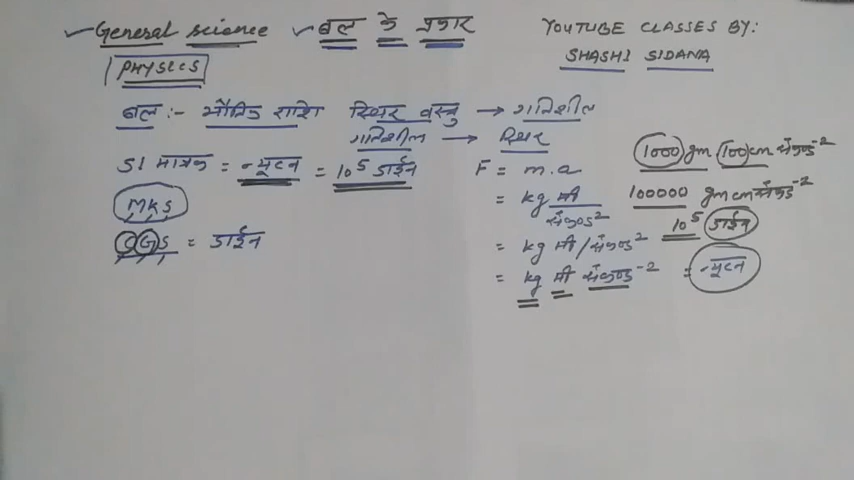 General science बल के प्रकार YOUTUBE CLASSES BY:
PHYSICS SHASHI SIDANA
बल :- भौतिक राशि स्थिर वस्तु → गतिशील
गतिशील → स्थिर
SI मात्रक = न्यूटन = 10⁵ डाईन
F = m.a
1000 gm 100 cm सेकण्ड⁻²
MKS
= kg मी / सेकण्ड²
100000 gm cm सेकण्ड⁻²
CGS = डाईन
= kg मी/सेकण्ड²
10⁵ डाईन
= kg मी सेकण्ड⁻² = न्यूटन